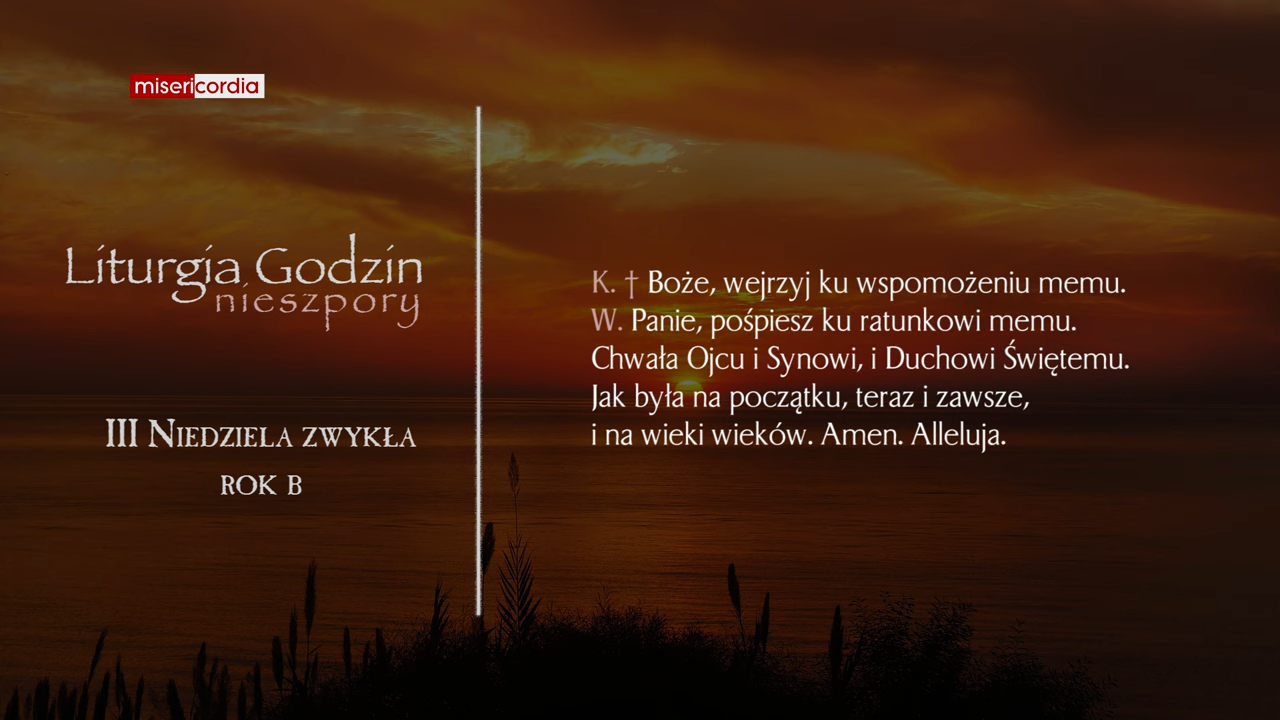 misericordia
Liturgia Godzin
nieszpory
III Niedziela zwykła
rok B
K. † Boże, wejrzyj ku wspomożeniu memu.
W. Panie, pośpiesz ku ratunkowi memu.
Chwała Ojcu i Synowi, i Duchowi Świętemu.
Jak była na początku, teraz i zawsze,
i na wieki wieków. Amen. Alleluja.